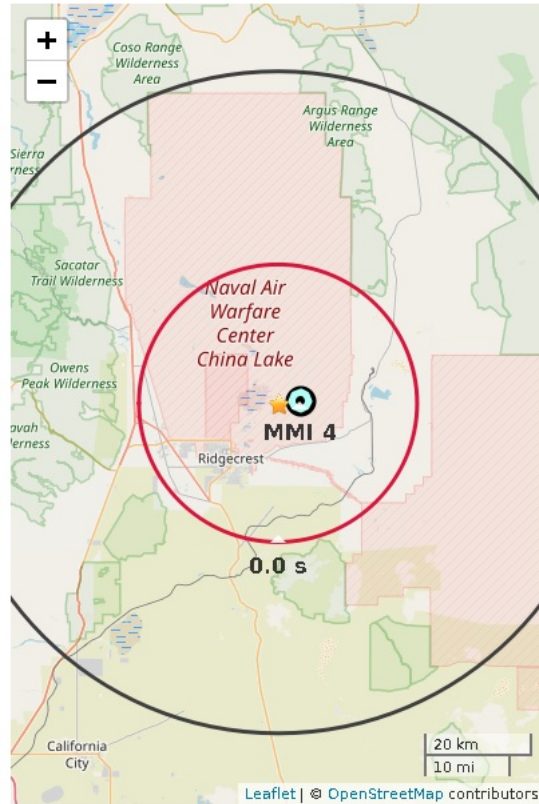 +
−
Coso Range
Wilderness
Area
Argus Range
Wilderness
Area
Sierra
rness
Sacatar
Trail Wilderness
Naval Air
Warfare
Center
China Lake
Owens
Peak Wilderness
MMI 4
avah
lerness
Ridgecrest
0.0 s
20 km
10 mi
California
City
Leaflet | © OpenStreetMap contributors